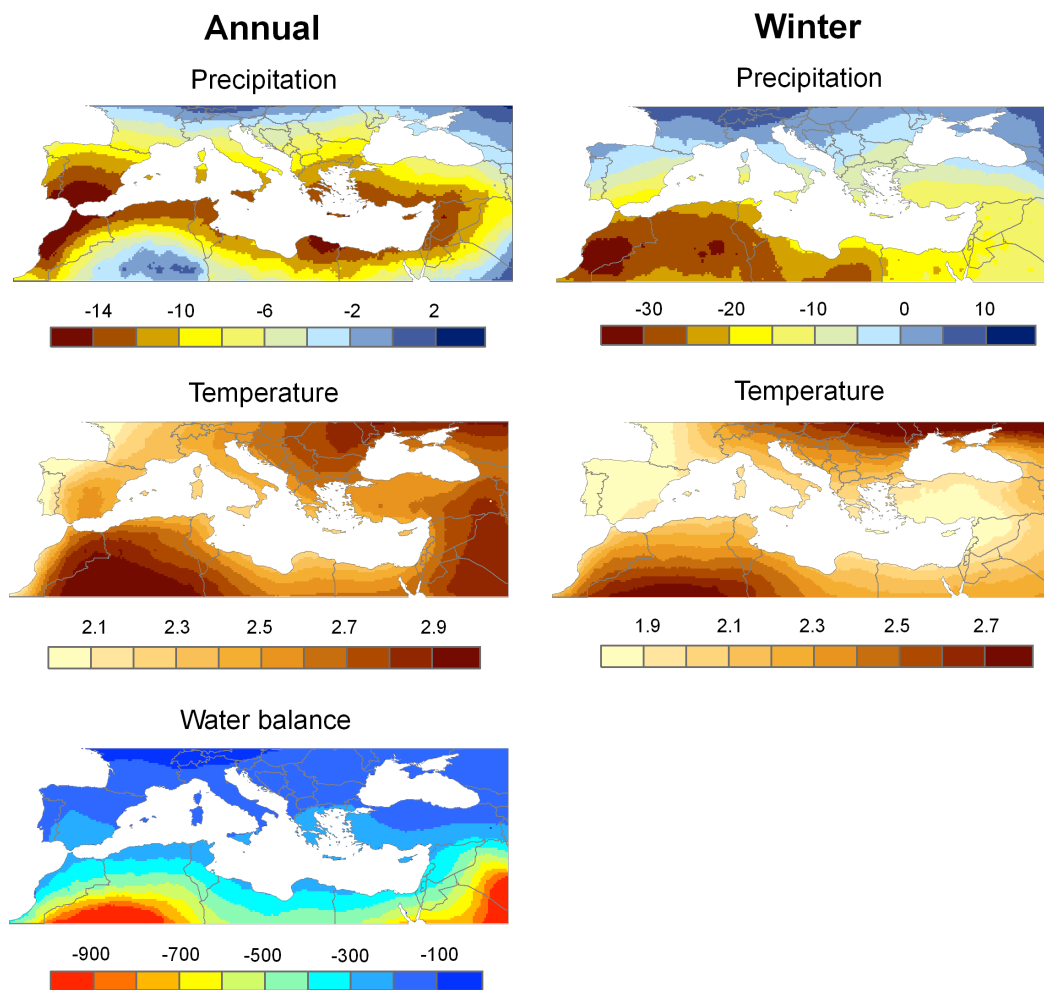 Annual
Winter
Precipitation
Precipitation
-14 -10 -6 -2 2
-30 -20 -10 0 10
Temperature
Temperature
2.1 2.3 2.5 2.7 2.9
1.9 2.1 2.3 2.5 2.7
Water balance
-900 -700 -500 -300 -100